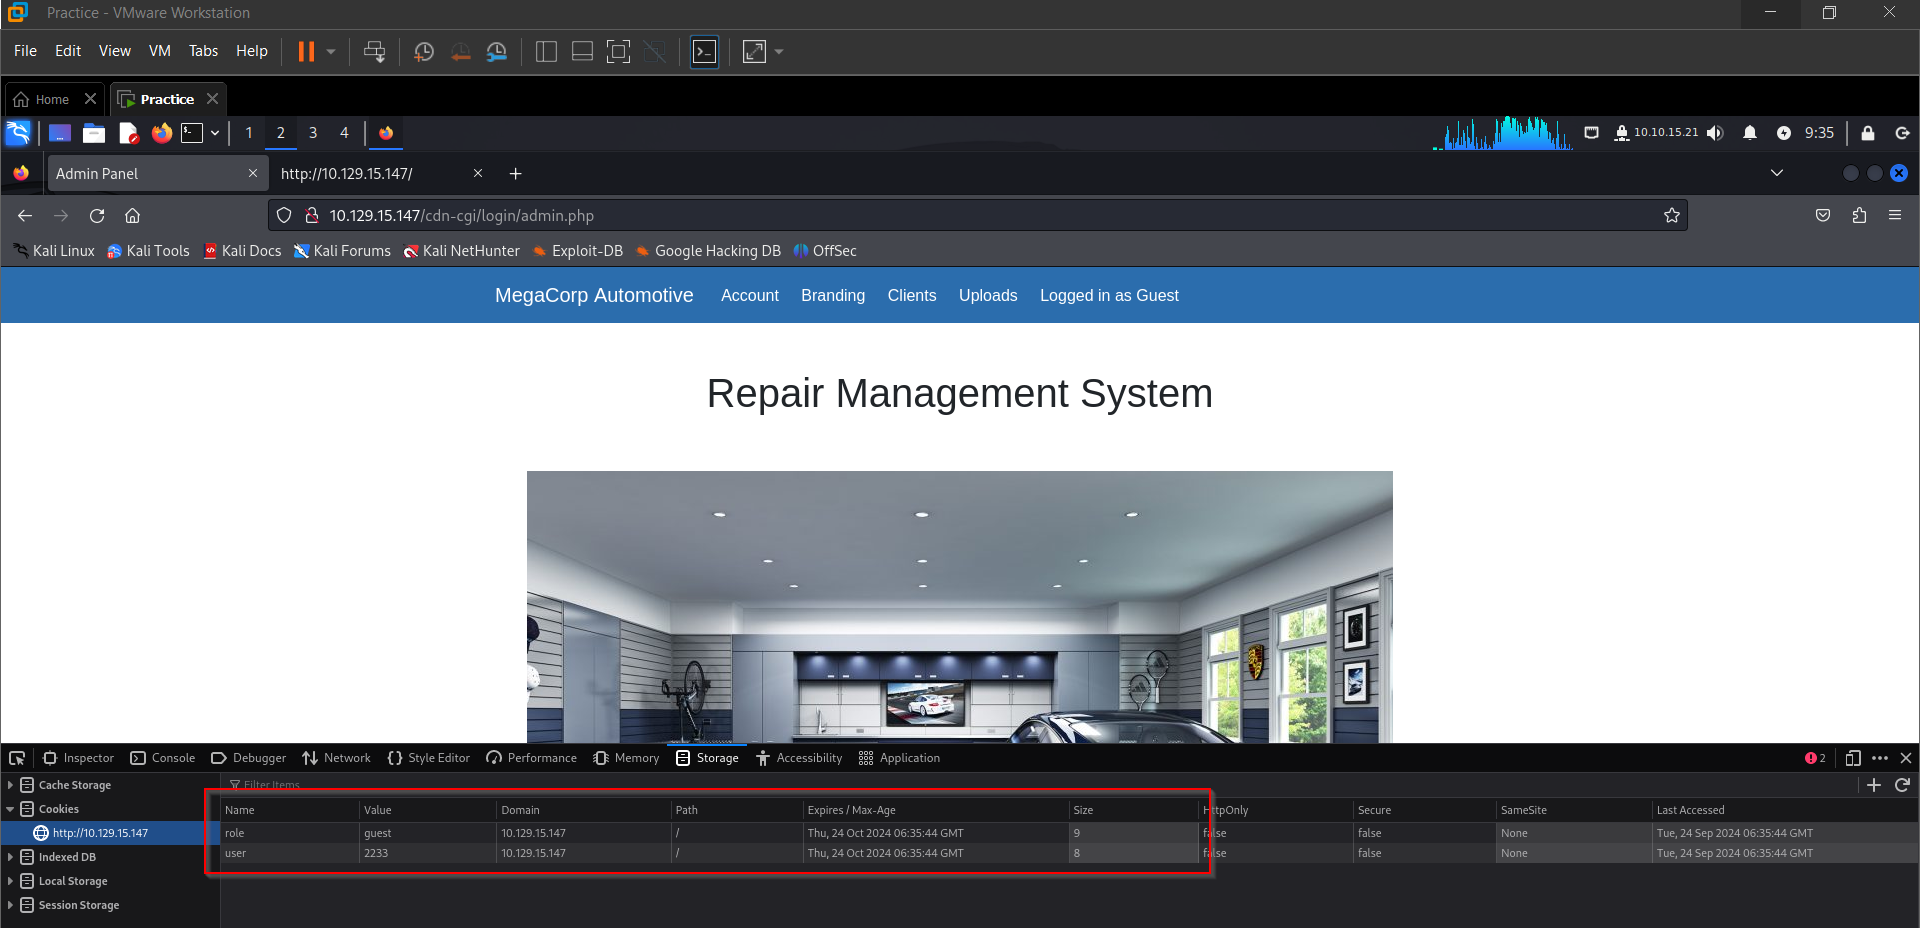 Practice - VMware Workstation
File Edit View VM Tabs Help
Home Practice
1 2 3 4 10.10.15.21 9:35
Admin Panel http://10.129.15.147/
10.129.15.147/cdn-cgi/login/admin.php
Kali Linux Kali Tools Kali Docs Kali Forums Kali NetHunter Exploit-DB Google Hacking DB OffSec
MegaCorp Automotive Account Branding Clients Uploads Logged in as Guest
Repair Management System
Inspector Console Debugger Network Style Editor Performance Memory Storage Accessibility Application 2
Cache Storage Filter Items
Cookies Name Value Domain Path Expires / Max-Age Size HttpOnly Secure SameSite Last Accessed
http://10.129.15.147 role guest 10.129.15.147 / Thu, 24 Oct 2024 06:35:44 GMT 9 false false None Tue, 24 Sep 2024 06:35:44 GMT
user 2233 10.129.15.147 / Thu, 24 Oct 2024 06:35:44 GMT 8 false false None Tue, 24 Sep 2024 06:35:44 GMT
Indexed DB
Local Storage
Session Storage